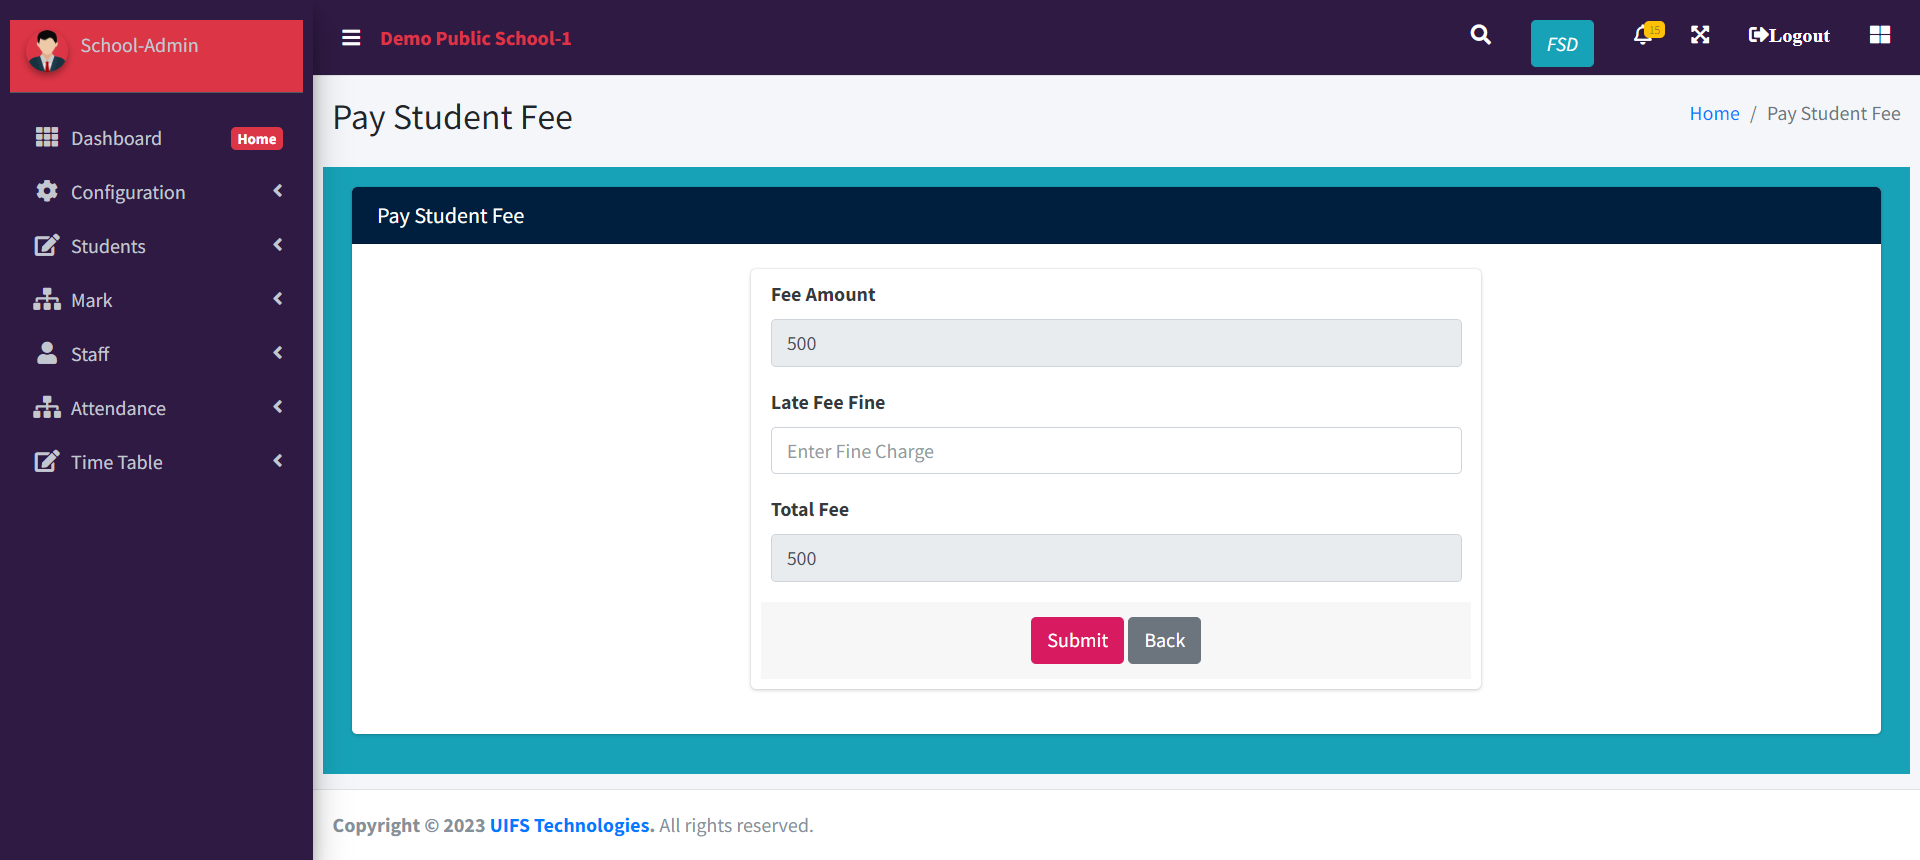 School-Admin
Dashboard
Home
Configuration
Students
Mark
Staff
Attendance
Time Table
Demo Public School-1
FSD
15
Logout
Pay Student Fee
Home / Pay Student Fee
Pay Student Fee
Fee Amount
500
Late Fee Fine
Enter Fine Charge
Total Fee
500
Submit
Back
Copyright © 2023 UIFS Technologies. All rights reserved.